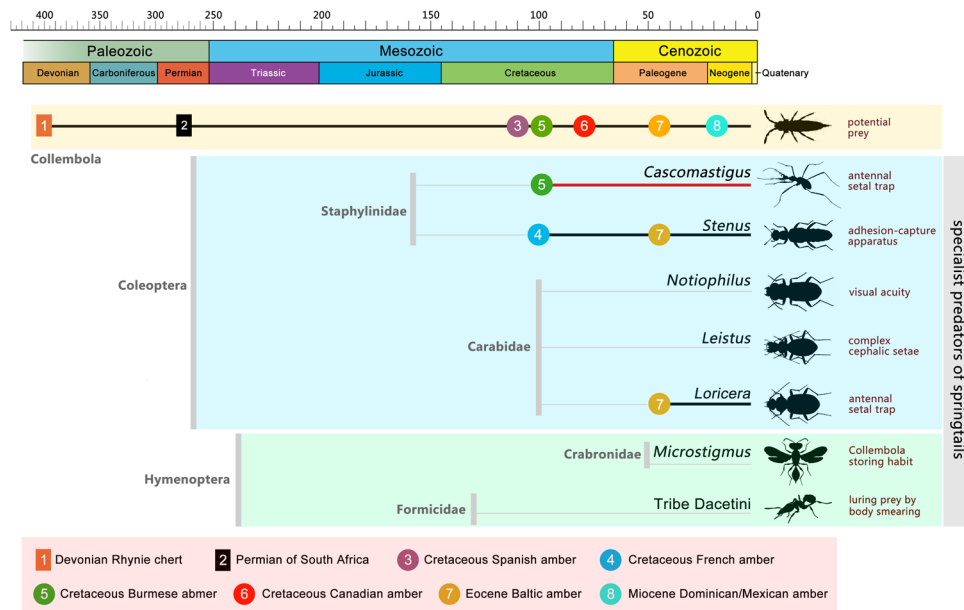 400 350 300 250 200 150 100 50 0
Paleozoic Mesozoic Cenozoic
Devonian Carboniferous Permian Triassic Jurassic Cretaceous Paleogene Neogene Quaternary
1 2 3 5 6 7 8
potential
prey
Collembola
Cascomastigus
5
antennal
setal trap
Staphylinidae
Stenus
4 7
adhesion-capture
apparatus
Coleoptera
Notiophilus
visual acuity
Carabidae
Leistus
complex
cephalic setae
Loricera
7
antennal
setal trap
specialist predators of springtails
Hymenoptera
Crabronidae
Microstigmus
Collembola
storing habit
Formicidae
Tribe Dacetini
luring prey by
body smearing
1 Devonian Rhynie chert 2 Permian of South Africa 3 Cretaceous Spanish amber 4 Cretaceous French amber
5 Cretaceous Burmese abmer 6 Cretaceous Canadian amber 7 Eocene Baltic amber 8 Miocene Dominican/Mexican amber